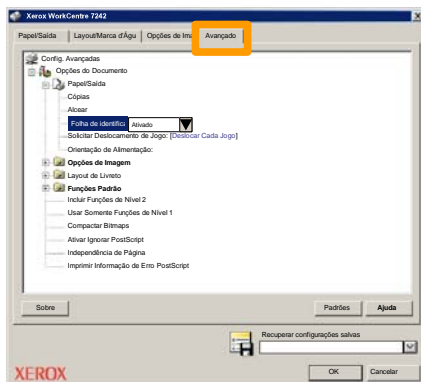 Xerox WorkCentre 7242
Papel/Saída Layout/Marca d'Água Opções de Im Avançado
Config. Avançadas
Opções do Documento
Papel/Saída
Cópias
Alcear
Folha de identific Ativado
Solicitar Deslocamento de Jogo: [Deslocar Cada Jogo]
Orientação de Alimentação:
Opções de Imagem
Layout de Livreto
Funções Padrão
Incluir Funções de Nível 2
Usar Somente Funções de Nível 1
Compactar Bitmaps
Ativar Ignorar PostScript
Independência de Página
Imprimir Informação de Erro PostScript
Sobre Padrões Ajuda
Recuperar configurações salvas
XEROX OK Cancelar